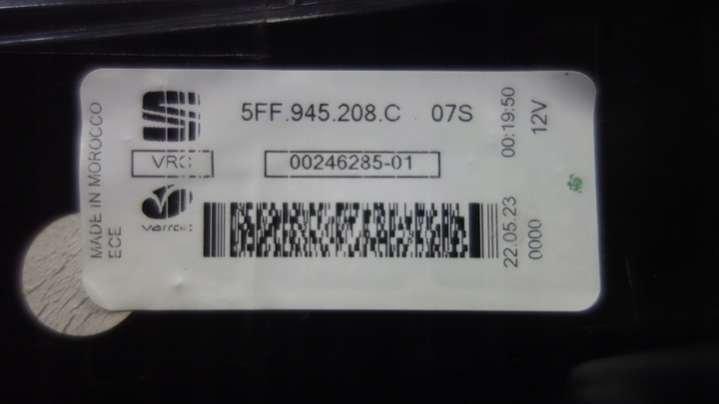 5FF.945.208.C 07S
VRC
00246285-01
varroc
MADE IN MOROCCO
ECE
22.05.23 00:19:50
0000 12V